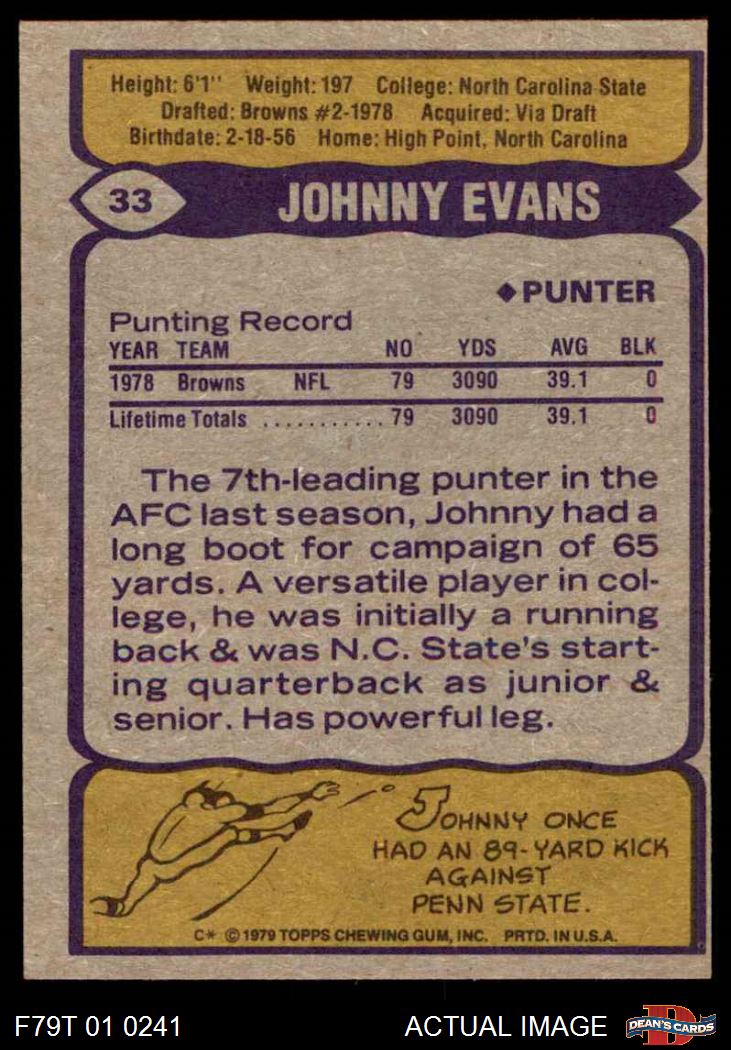 Height: 6'1" Weight: 197 College: North Carolina State
Drafted: Browns #2-1978 Acquired: Via Draft
Birthdate: 2-18-56 Home: High Point, North Carolina
33 JOHNNY EVANS
◆PUNTER
Punting Record
YEAR TEAM NO YDS AVG BLK
1978 Browns NFL 79 3090 39.1 0
Lifetime Totals ........... 79 3090 39.1 0
The 7th-leading punter in the
AFC last season, Johnny had a
long boot for campaign of 65
yards. A versatile player in col-
lege, he was initially a running
back & was N.C. State's start-
ing quarterback as junior &
senior. Has powerful leg.
JOHNNY ONCE
HAD AN 89-YARD KICK
AGAINST
PENN STATE.
C* © 1979 TOPPS CHEWING GUM, INC. PRTD. IN U.S.A.
F79T 01 0241 ACTUAL IMAGE DEAN'S CARDS